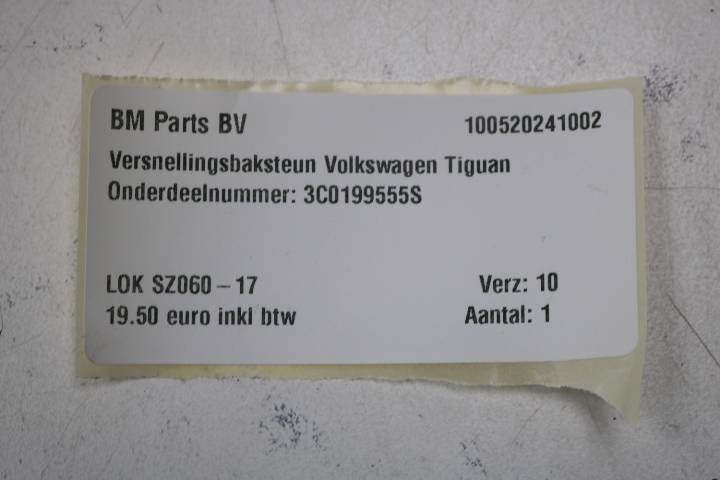 BM Parts BV 100520241002
Versnellingsbaksteun Volkswagen Tiguan
Onderdeelnummer: 3C0199555S
LOK SZ060-17 Verz: 10
19.50 euro inkl btw Aantal: 1